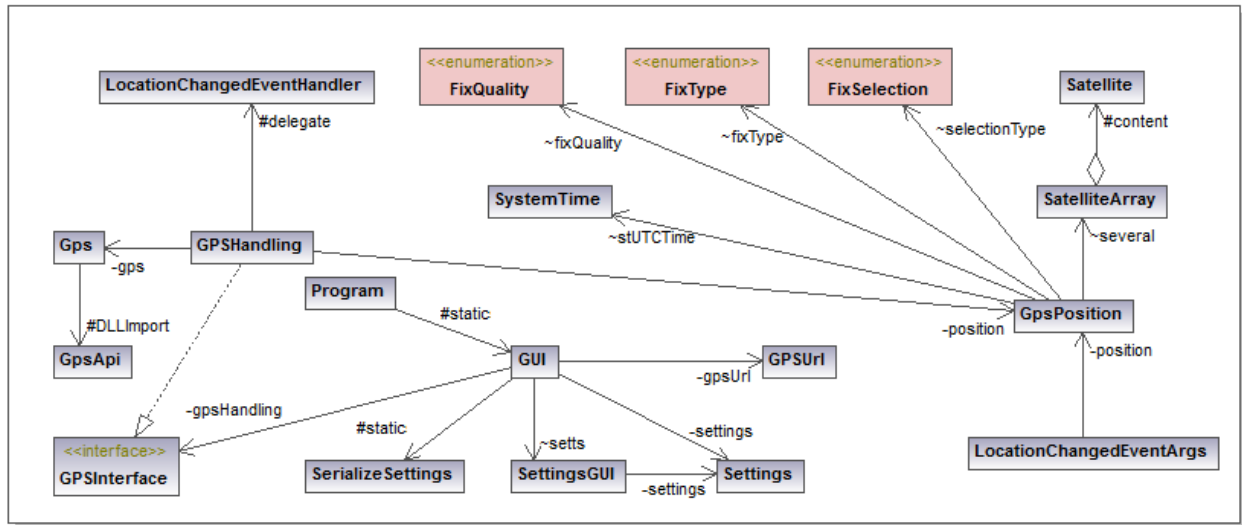 <<enumeration>>
FixQuality
<<enumeration>>
FixType
<<enumeration>>
FixSelection
LocationChangedEventHandler
Satellite
#delegate
#content
~fixQuality
~fixType
~selectionType
SystemTime
SatelliteArray
~stUTCTime
~several
Gps
GPSHandling
-gps
Program
#static
GpsPosition
-position
-position
#DLLImport
GpsApi
GUI
GPSUrl
-gpsUrl
-gpsHandling
#static
~setts
-settings
<<interface>>
GPSInterface
SerializeSettings
SettingsGUI
-settings
Settings
LocationChangedEventArgs